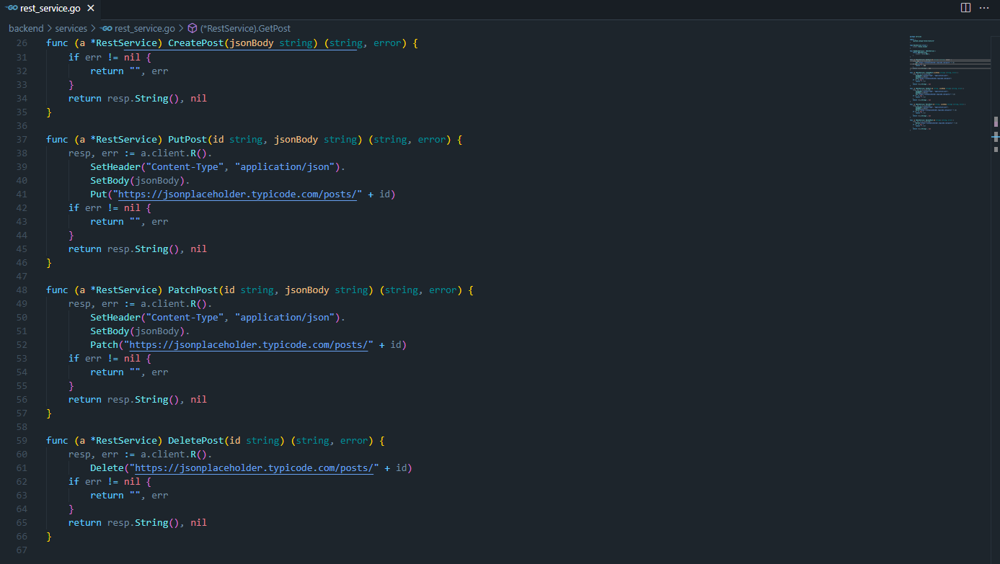 GO rest_service.go ×
backend > services > GO rest_service.go > (*RestService).GetPost
26 func (a *RestService) CreatePost(jsonBody string) (string, error) {
31     if err != nil {
32         return "", err
33     }
34     return resp.String(), nil
35 }
36
37 func (a *RestService) PutPost(id string, jsonBody string) (string, error) {
38     resp, err := a.client.R().
39         SetHeader("Content-Type", "application/json").
40         SetBody(jsonBody).
41         Put("https://jsonplaceholder.typicode.com/posts/" + id)
42     if err != nil {
43         return "", err
44     }
45     return resp.String(), nil
46 }
47
48 func (a *RestService) PatchPost(id string, jsonBody string) (string, error) {
49     resp, err := a.client.R().
50         SetHeader("Content-Type", "application/json").
51         SetBody(jsonBody).
52         Patch("https://jsonplaceholder.typicode.com/posts/" + id)
53     if err != nil {
54         return "", err
55     }
56     return resp.String(), nil
57 }
58
59 func (a *RestService) DeletePost(id string) (string, error) {
60     resp, err := a.client.R().
61         Delete("https://jsonplaceholder.typicode.com/posts/" + id)
62     if err != nil {
63         return "", err
64     }
65     return resp.String(), nil
66 }
67